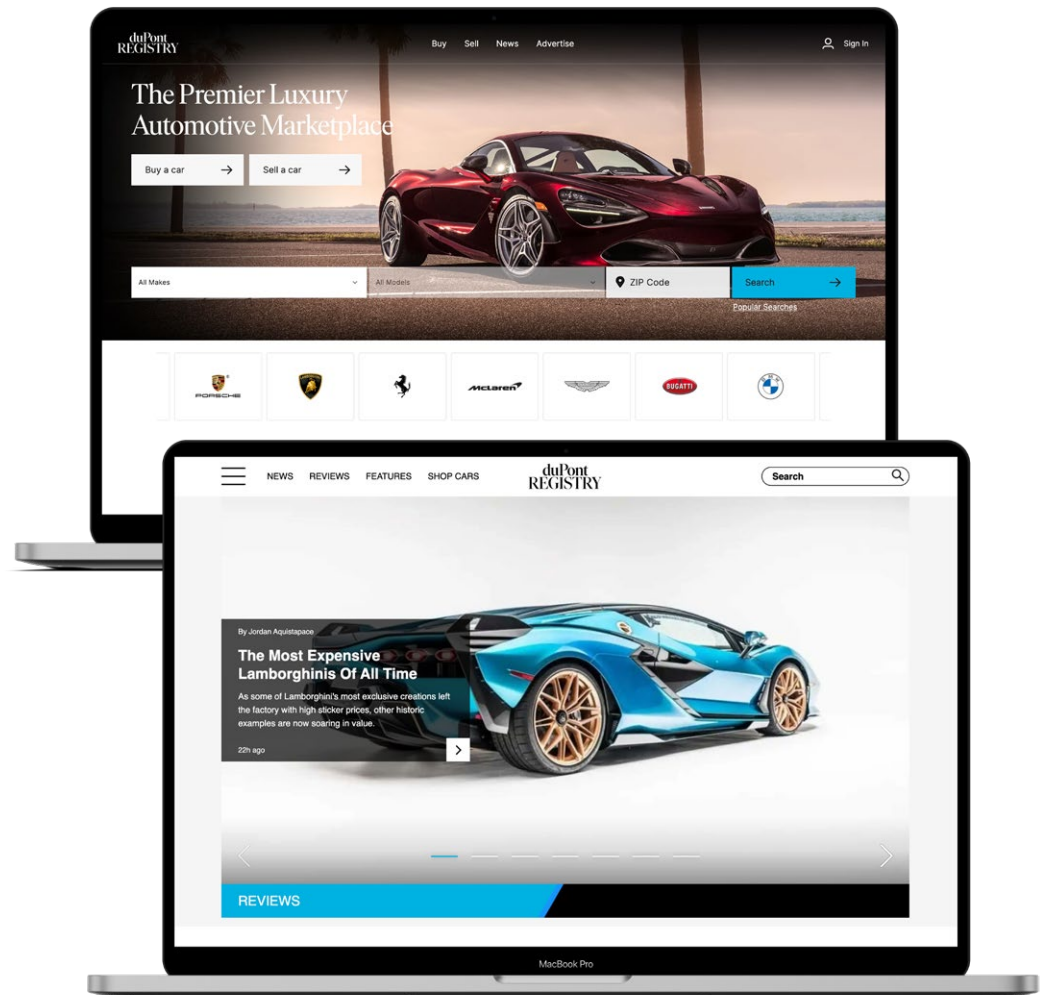 duPont
REGISTRY
Buy Sell News Advertise
Sign In
The Premier Luxury
Automotive Marketplace
Buy a car
Sell a car
All Makes
All Models
ZIP Code
Search
Popular Searches
PORSCHE
McLaren
BUGATTI
BMW
NEWS REVIEWS FEATURES SHOP CARS
duPont
REGISTRY
Search
By Jordan Aquistapace
The Most Expensive
Lamborghinis Of All Time
As some of Lamborghini's most exclusive creations left
the factory with high sticker prices, other historic
examples are now soaring in value.
22h ago
REVIEWS
MacBook Pro